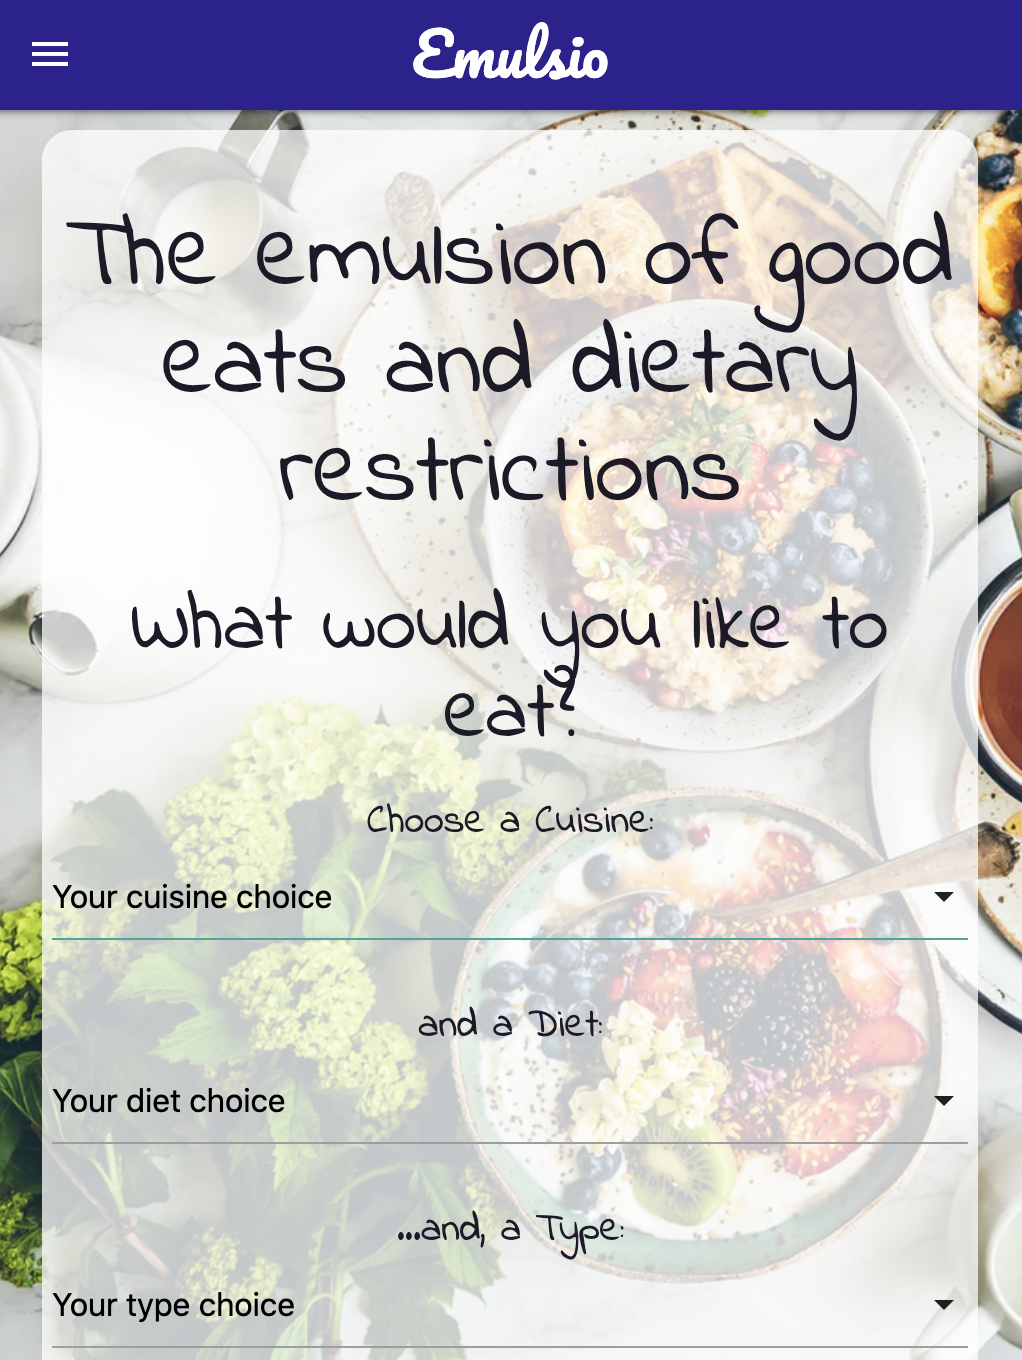 Emulsio
The emulsion of good
eats and dietary
restrictions
What would you like to
eat?
Choose a Cuisine:
Your cuisine choice
and a Diet:
Your diet choice
...and, a Type:
Your type choice